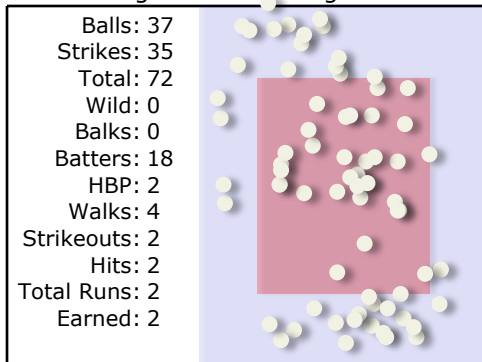 Balls: 37
Strikes: 35
Total: 72
Wild: 0
Balks: 0
Batters: 18
HBP: 2
Walks: 4
Strikeouts: 2
Hits: 2
Total Runs: 2
Earned: 2